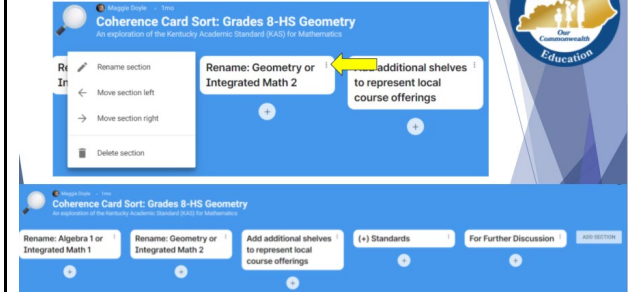 Maggie Doyle – 1mo
Coherence Card Sort: Grades 8-HS Geometry
An exploration of the Kentucky Academic Standard (KAS) for Mathematics
Our
Commonwealth
Education
Re
In
Rename section
Move section left
Move section right
Delete section
Rename: Geometry or
Integrated Math 2
additional shelves
to represent local
course offerings
Maggie Doyle – 1mo
Coherence Card Sort: Grades 8-HS Geometry
An exploration of the Kentucky Academic Standard (KAS) for Mathematics
Rename: Algebra 1 or
Integrated Math 1
Rename: Geometry or
Integrated Math 2
Add additional shelves
to represent local
course offerings
(+) Standards
For Further Discussion
ADD SECTION